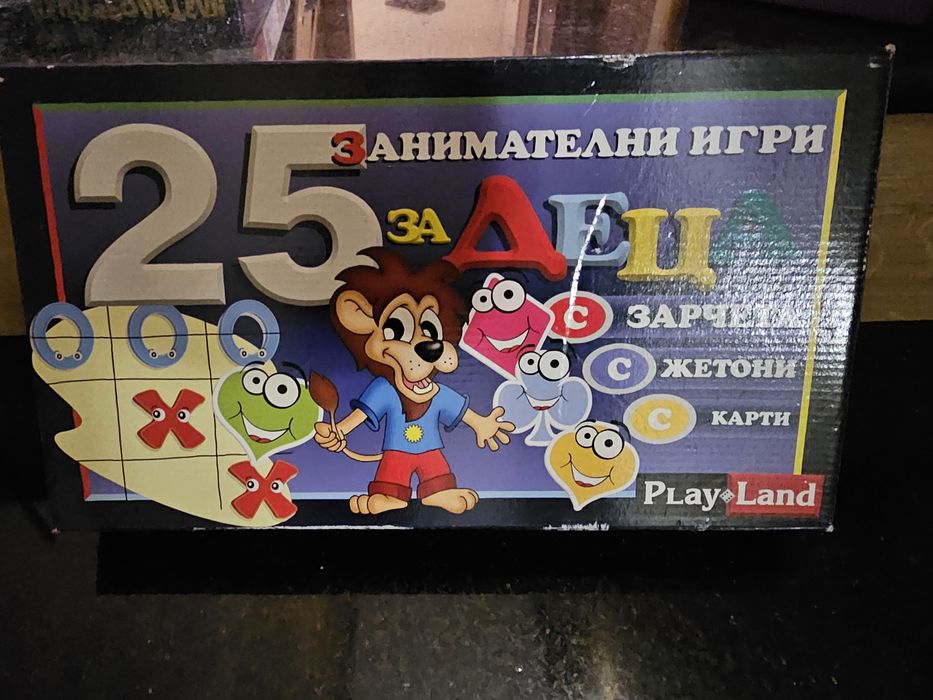 25 ЗАНИМАТЕЛНИ ИГРИ
ЗА ДЕЦА
С ЗАРЧЕТА
С ЖЕТОНИ
С КАРТИ
PLAY LAND